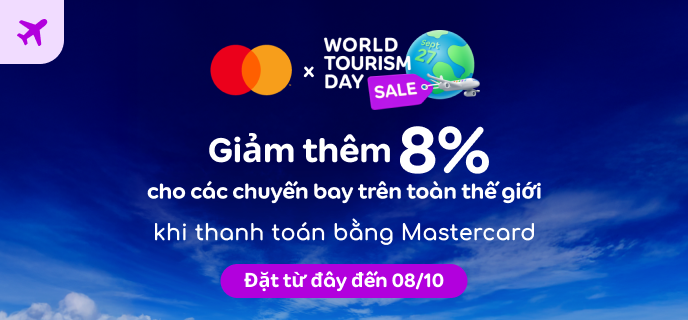 WORLD
TOURISM
DAY
Sept
27
SALE
x
Giảm thêm 8%
cho các chuyến bay trên toàn thế giới
khi thanh toán bằng Mastercard
Đặt từ đây đến 08/10